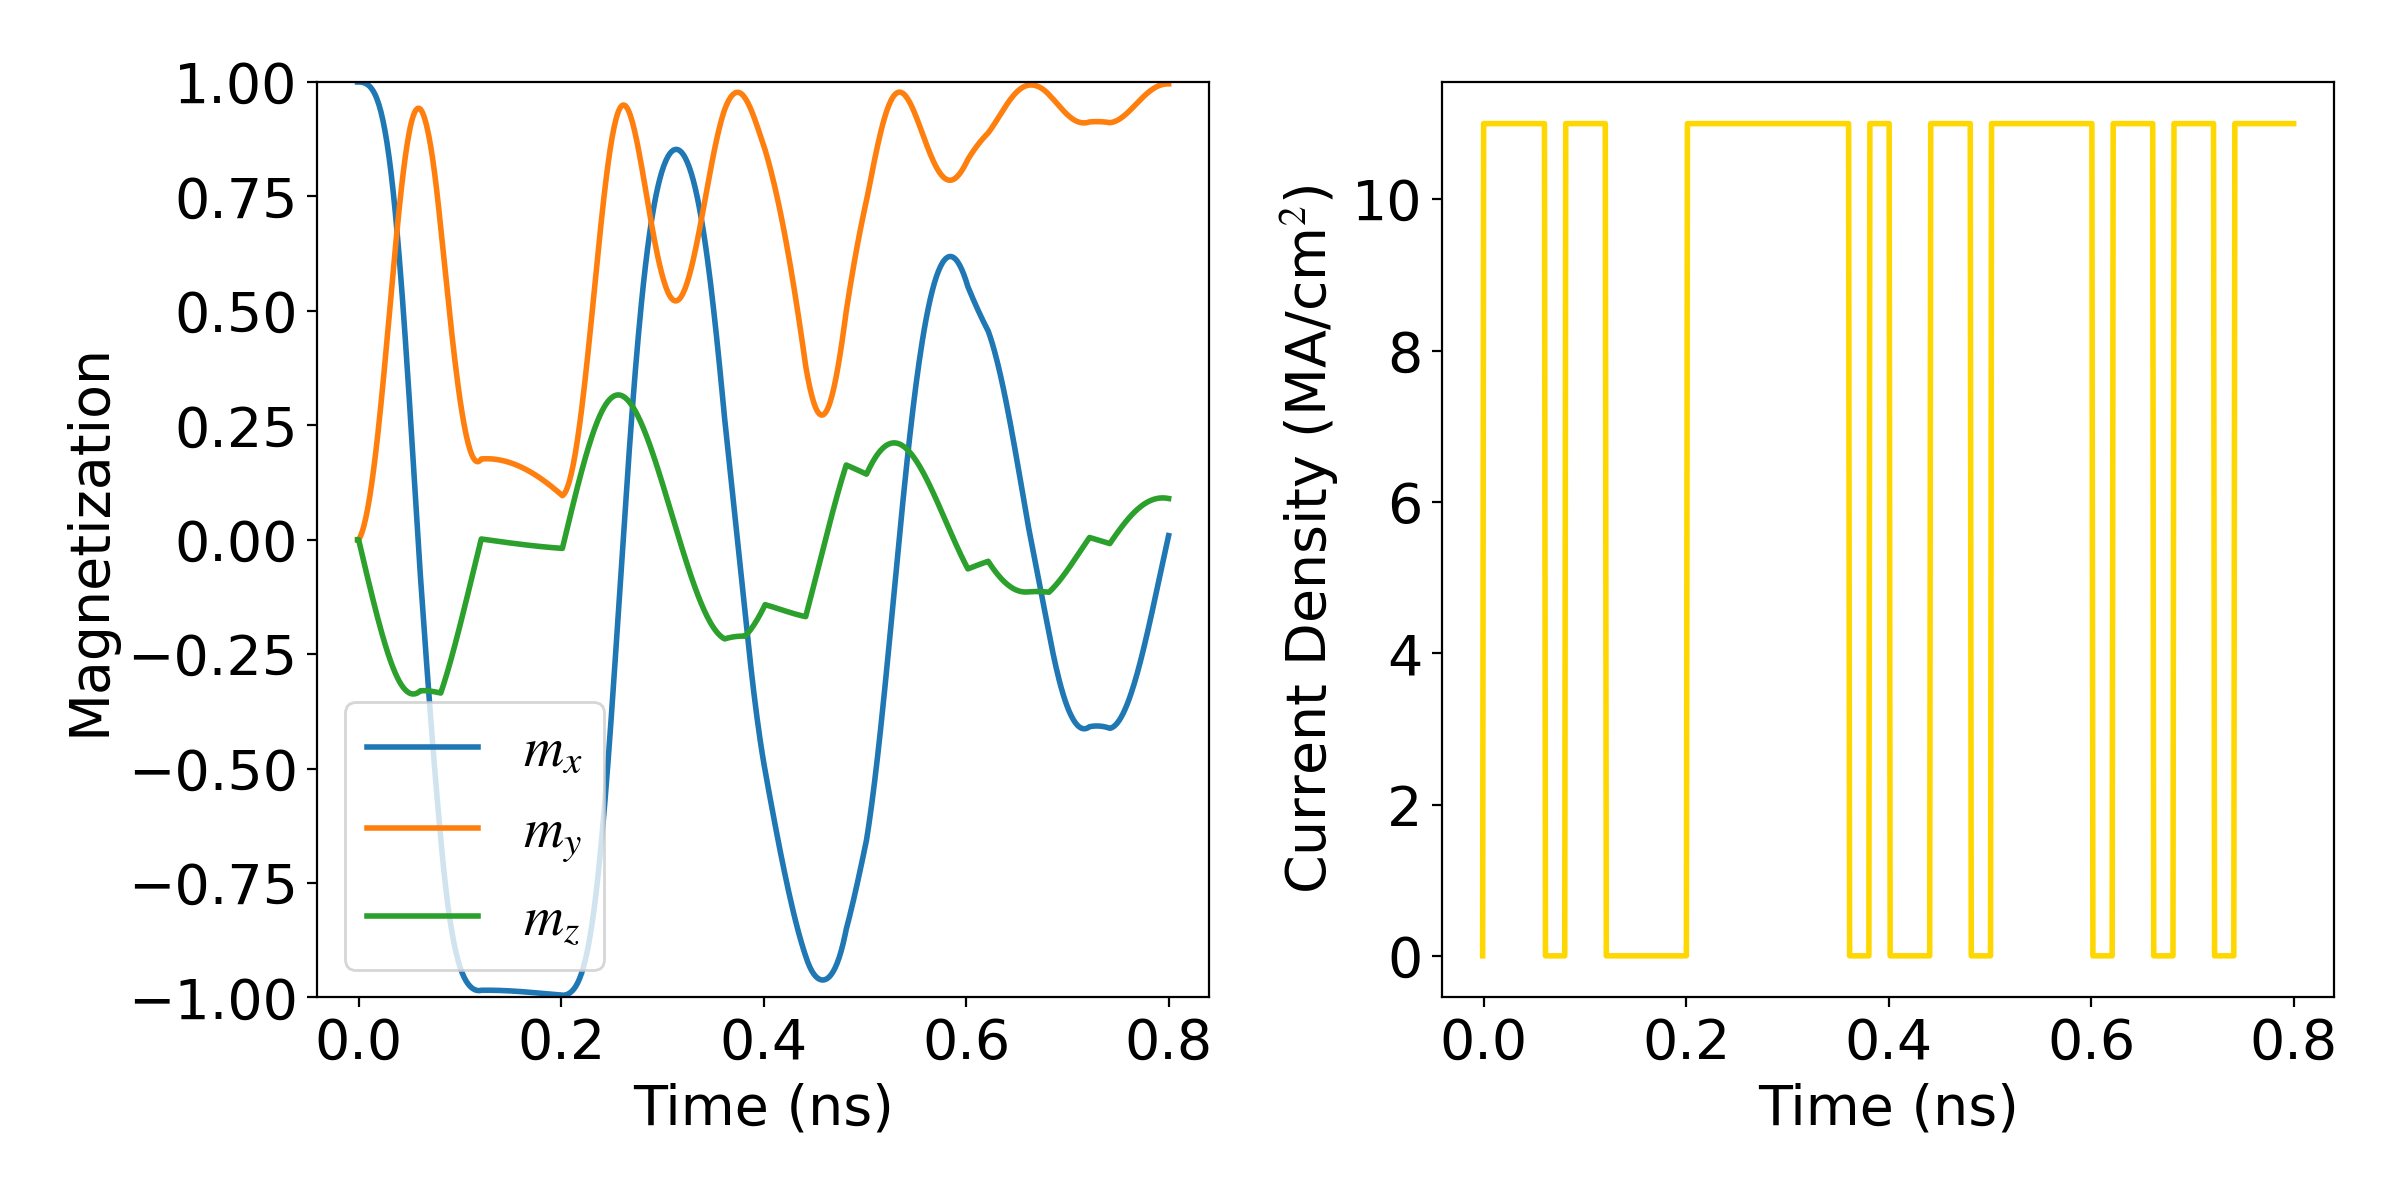 Magnetization
1.00
0.75
0.50
0.25
0.00
−0.25
−0.50
−0.75
−1.00
m_x
m_y
m_z
0.0 0.2 0.4 0.6 0.8
Time (ns)
Current Density (MA/cm²)
10
8
6
4
2
0
0.0 0.2 0.4 0.6 0.8
Time (ns)